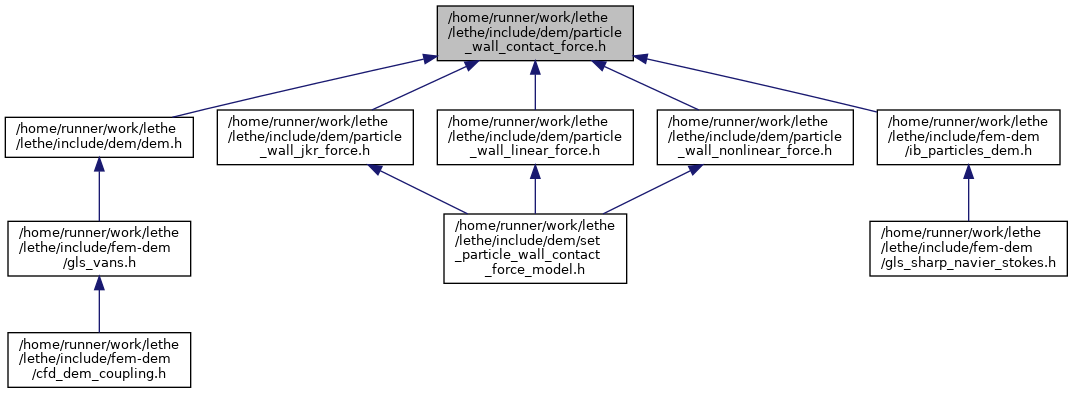 /home/runner/work/lethe
/lethe/include/dem/particle
_wall_contact_force.h
/home/runner/work/lethe
/lethe/include/dem/dem.h
/home/runner/work/lethe
/lethe/include/dem/particle
_wall_jkr_force.h
/home/runner/work/lethe
/lethe/include/dem/particle
_wall_linear_force.h
/home/runner/work/lethe
/lethe/include/dem/particle
_wall_nonlinear_force.h
/home/runner/work/lethe
/lethe/include/fem-dem
/ib_particles_dem.h
/home/runner/work/lethe
/lethe/include/fem-dem
/gls_vans.h
/home/runner/work/lethe
/lethe/include/dem/set
_particle_wall_contact
_force_model.h
/home/runner/work/lethe
/lethe/include/fem-dem
/gls_sharp_navier_stokes.h
/home/runner/work/lethe
/lethe/include/fem-dem
/cfd_dem_coupling.h